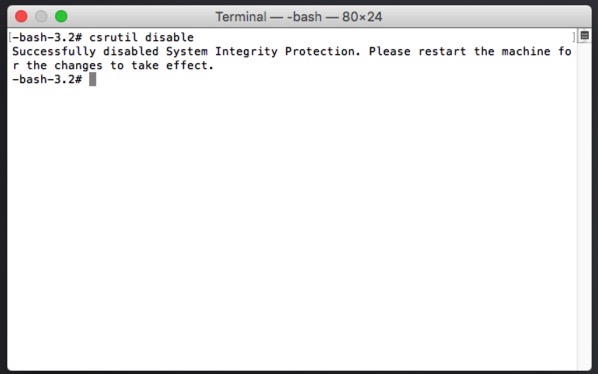 Terminal — -bash — 80×24
[-bash-3.2# csrutil disable ]
Successfully disabled System Integrity Protection. Please restart the machine fo
r the changes to take effect.
-bash-3.2#